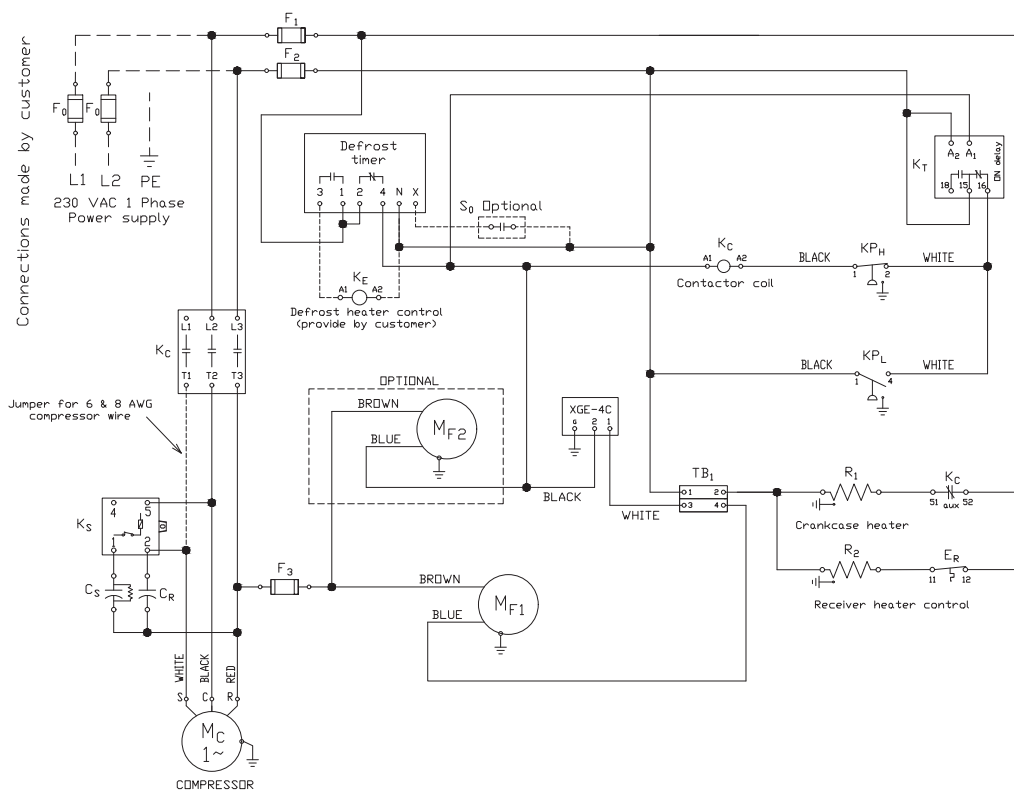 Connections made by customer
F1
F2
F0
F0
L1 L2 PE
230 VAC 1 Phase
Power supply
Defrost
timer
3 1 2 4 N X
S0 Optional
KE
A1 A2
Defrost heater control
(provide by customer)
KT
A2 A1
ON delay
18 15 16
KC
A1 A2
Contactor coil
BLACK
KPH
1 2
WHITE
BLACK
KPL
1 4
WHITE
L1 L2 L3
KC
T1 T2 T3
Jumper for 6 & 8 AWG
compressor wire
OPTIONAL
BROWN
BLUE
MF2
XGE-4C
G 2 1
BLACK
WHITE
TB1
1 2
3 4
R1
KC
51 52
aux
Crankcase heater
R2
ER
11 12
Receiver heater control
KS
4 5
1 2
CS
CR
F3
BROWN
BLUE
MF1
WHITE
BLACK
RED
S C R
MC
1~
COMPRESSOR